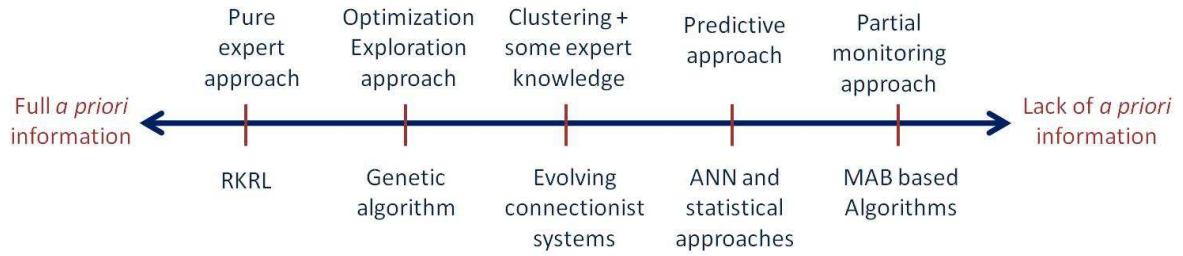 Pure
expert
approach
Optimization
Exploration
approach
Clustering +
some expert
knowledge
Predictive
approach
Partial
monitoring
approach
Full a priori
information
Lack of a priori
information
RKRL
Genetic
algorithm
Evolving
connectionist
systems
ANN and
statistical
approaches
MAB based
Algorithms